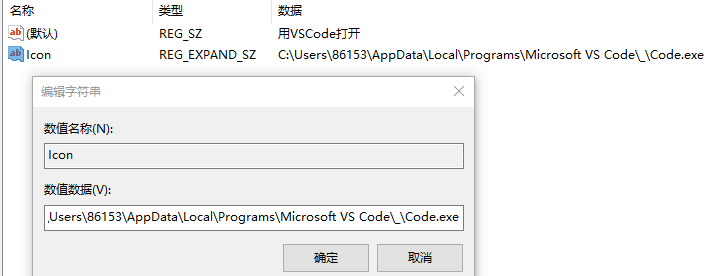 名称 类型 数据
(默认) REG_SZ 用VSCode打开
Icon REG_EXPAND_SZ C:\Users\86153\AppData\Local\Programs\Microsoft VS Code\_\Code.exe
编辑字符串
数值名称(N):
Icon
数值数据(V):
\Users\86153\AppData\Local\Programs\Microsoft VS Code\_\Code.exe
确定 取消